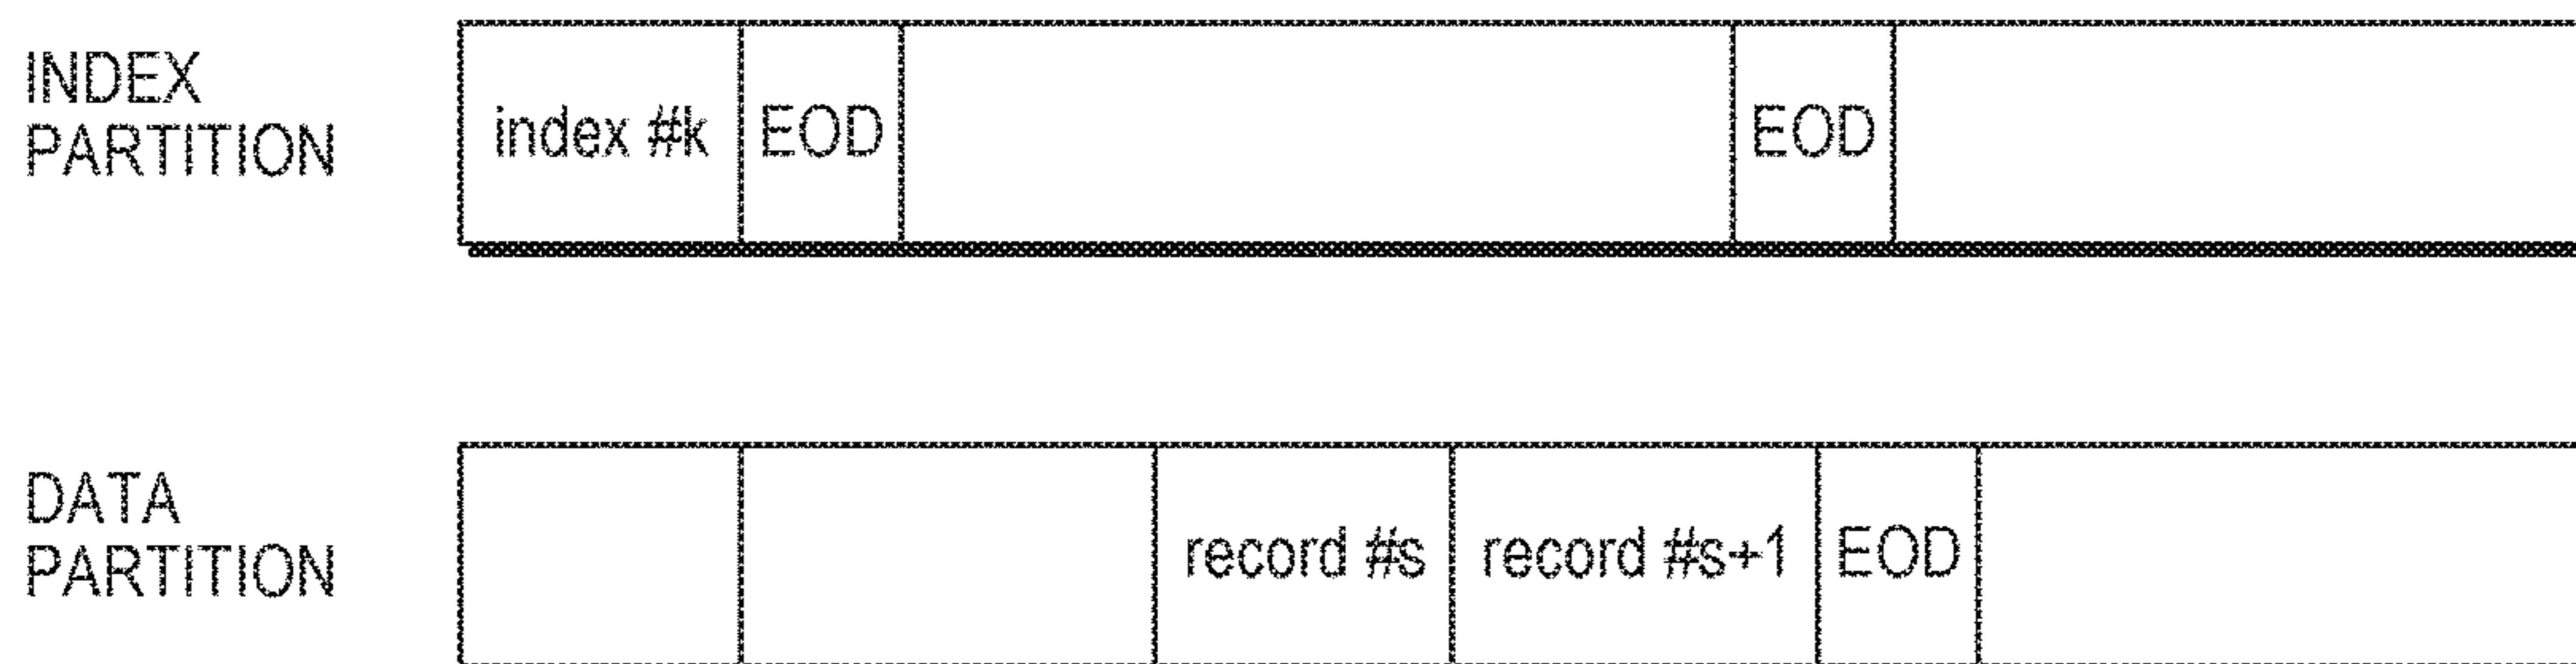 INDEX
PARTITION
index #k EOD EOD
DATA
PARTITION
record #s record #s+1 EOD